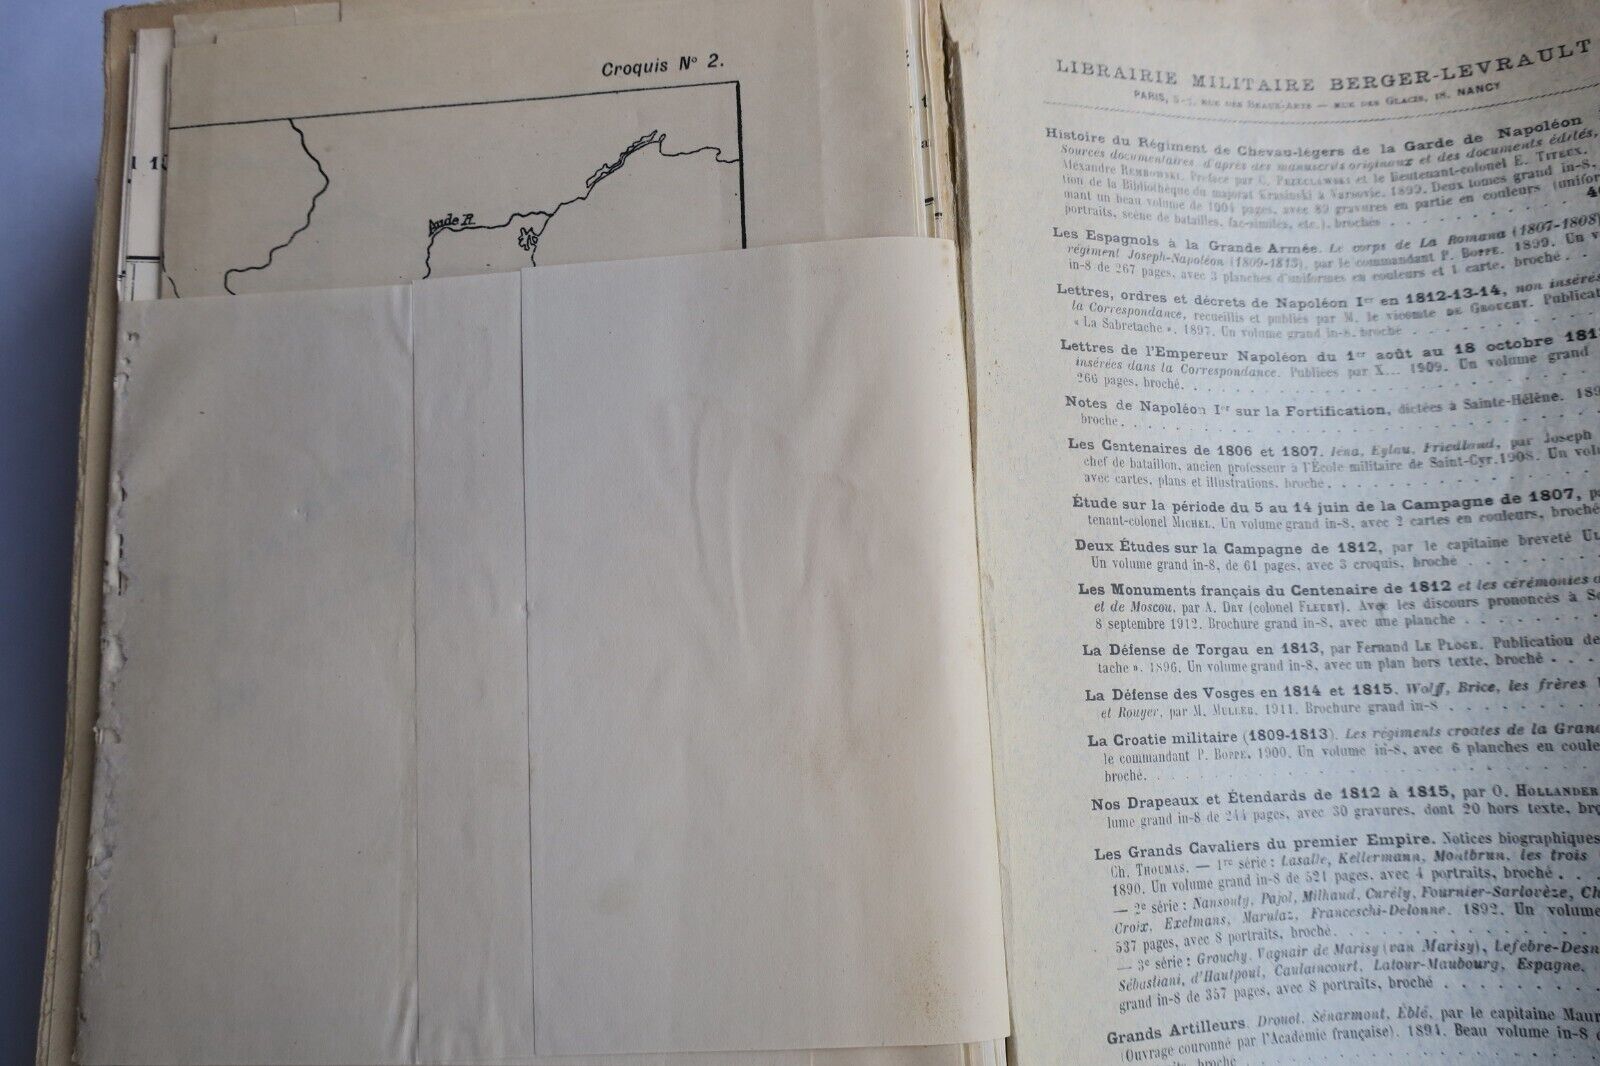 Croquis Nº 2.
Aude R.
LIBRAIRIE MILITAIRE BERGER-LEVRAULT
PARIS, 5-7, RUE DES BEAUX-ARTS — RUE DES GLACIS, 18, NANCY
Histoire du Régiment de Chevau-légers de la Garde de Napoléon
Sources documentaires d'après des manuscrits originaux et des documents édités,
Alexandre REMBOWSKI. Préface par et le lieutenant-colonel E. TITEUX.
tion de la Bibliothèque du majorat Krasinski à Varsovie. 1899. Deux tomes grand in-8,
mant un beau volume de 1004 pages, avec 89 gravures en partie en couleurs (unifor
portraits, scène de batailles, fac-similés, etc.), brochés
Les Espagnols à la Grande Armée. Le corps de La Romana (1807-1808)
régiment Joseph-Napoléon (1809-1813), par le commandant P. BOPPE. 1899. Un v
in-8 de 267 pages, avec 3 planches d'uniformes en couleurs et 1 carte, broché.
Lettres, ordres et décrets de Napoléon Ier en 1812-13-14, non insérés
la Correspondance, recueillis et publiés par M. le vicomte DE GROUCHY. Publicat
« La Sabretache ». 1897. Un volume grand in-8, broché
Lettres de l'Empereur Napoléon du 1er août au 18 octobre 181
insérées dans la Correspondance. Publiées par X... 1909. Un volume grand
266 pages, broché.
Notes de Napoléon Ier sur la Fortification, dictées à Sainte-Hélène. 189
broché.
Les Centenaires de 1806 et 1807. Iéna, Eylau, Friedland, par Joseph
chef de bataillon, ancien professeur à l'École militaire de Saint-Cyr. 1908. Un vol
avec cartes, plans et illustrations, broché.
Étude sur la période du 5 au 14 juin de la Campagne de 1807, p
tenant-colonel MICHEL. Un volume grand in-8, avec 2 cartes en couleurs, broché
Deux Études sur la Campagne de 1812, par le capitaine breveté
Un volume grand in-8, de 61 pages, avec 3 croquis, broché
Les Monuments français du Centenaire de 1812 et les cérémonies
et de Moscou, par A. DRY (colonel FLEURY). Avec les discours prononcés à
8 septembre 1912. Brochure grand in-8, avec une planche
La Défense de Torgau en 1813, par Fernand LE PLOGE. Publication de
tache ». 1896. Un volume grand in-8, avec un plan hors texte, broché
La Défense des Vosges en 1814 et 1815. Wolff, Brice, les frères
et Rouyer, par M. MULLER. 1911. Brochure grand in-8
La Croatie militaire (1809-1813). Les régiments croates de la Gran
le commandant P. BOPPE. 1900. Un volume in-8, avec 6 planches en coule
broché.
Nos Drapeaux et Étendards de 1812 à 1815, par O. HOLLANDER
lume grand in-8 de 244 pages, avec 30 gravures, dont 20 hors texte, bro
Les Grands Cavaliers du premier Empire. Notices biographiques
Ch. THOUMAS. — 1re série : Lasalle, Kellermann, Montbrun, les trois
1890. Un volume grand in-8 de 521 pages, avec 4 portraits, broché
— 2e série : Nansouty, Pajol, Milhaud, Curély, Fournier-Sarlovèze, Ch
Croix, Exelmans, Marulaz, Franceschi-Delonne. 1892. Un volume
537 pages, avec 8 portraits, broché.
— 3e série : Grouchy, Vagnair de Marisy (van Marisy), Lefebre-Desn
Sébastiani, d'Hautpoul, Caulaincourt, Latour-Maubourg, Espagne.
grand in-8 de 357 pages, avec 8 portraits, broché
Grands Artilleurs. Drouot, Sénarmont, Éblé, par le capitaine Maur
(Ouvrage couronné par l'Académie française). 1894. Beau volume in-8
broché